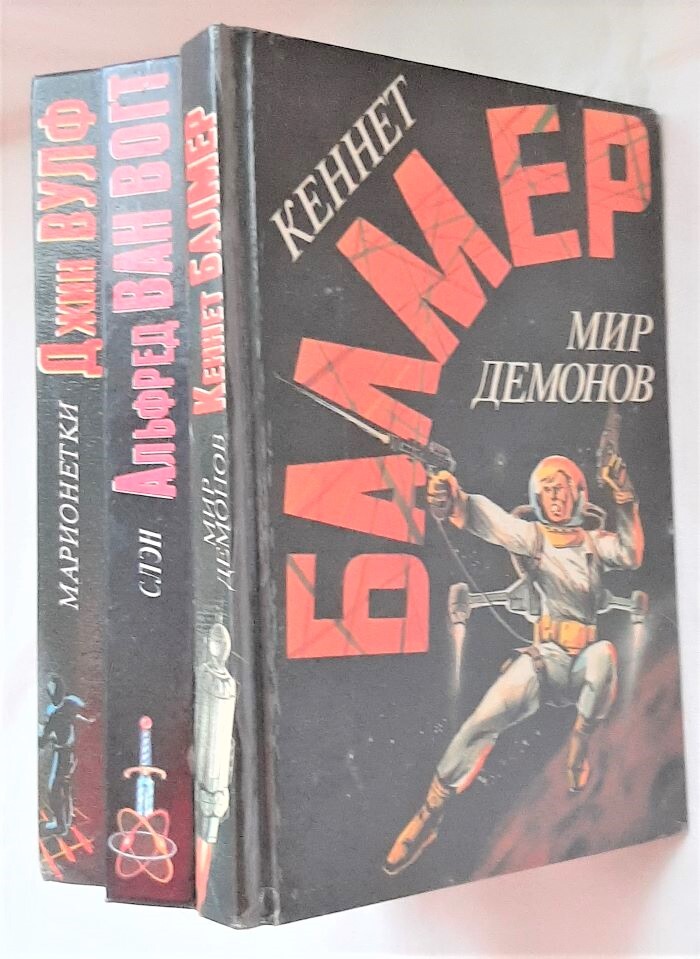 МАРИОНЕТКИ ДЖИН ВУЛФ
СЛЭН АЛЬФРЕД ВАН ВОГТ
МИР
ДЕМОНОВ
КЕННЕТ БАЛМЕР
КЕННЕТ
БАЛМЕР
МИР
ДЕМОНОВ